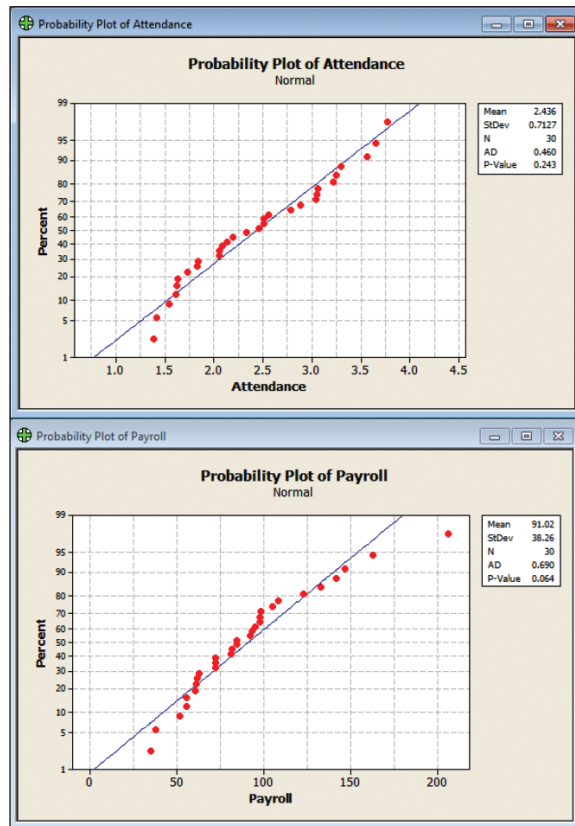 Probability Plot of Attendance
Probability Plot of Attendance
Normal
99
95
90
80
70
60
50
40
30
20
10
5
1
Percent
1.0 1.5 2.0 2.5 3.0 3.5 4.0 4.5
Attendance
Mean 2.436
StDev 0.7127
N 30
AD 0.460
P-Value 0.243
Probability Plot of Payroll
Probability Plot of Payroll
Normal
99
95
90
80
70
60
50
40
30
20
10
5
1
Percent
0 50 100 150 200
Payroll
Mean 91.02
StDev 38.26
N 30
AD 0.690
P-Value 0.064